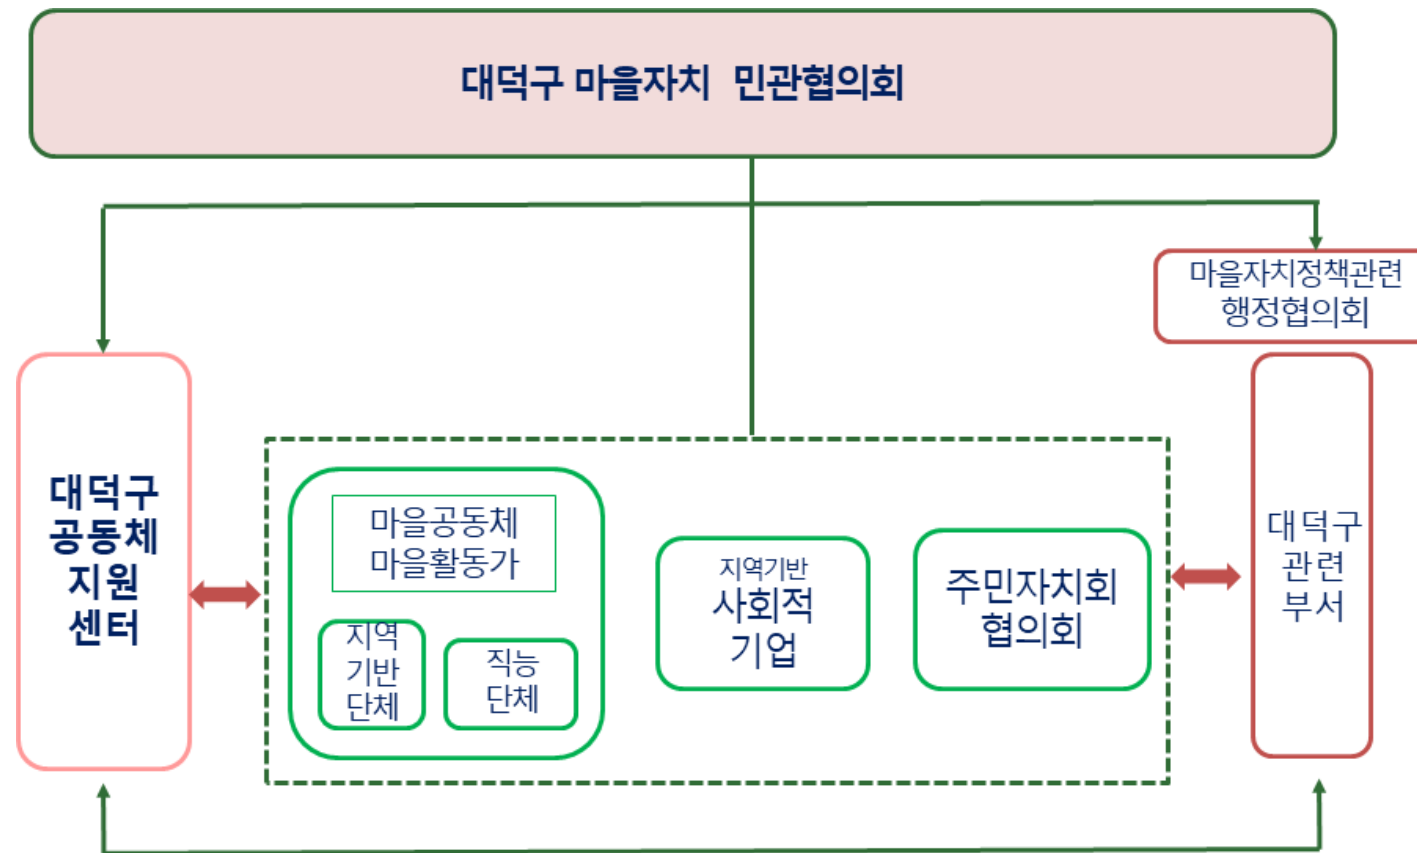 대덕구 마을자치 민관협의회
마을자치정책관련
행정협의회
대덕구
공동체
지원
센터
마을공동체
마을활동가
지역
기반
단체
직능
단체
지역기반
사회적
기업
주민자치회
협의회
대덕구
관련
부서